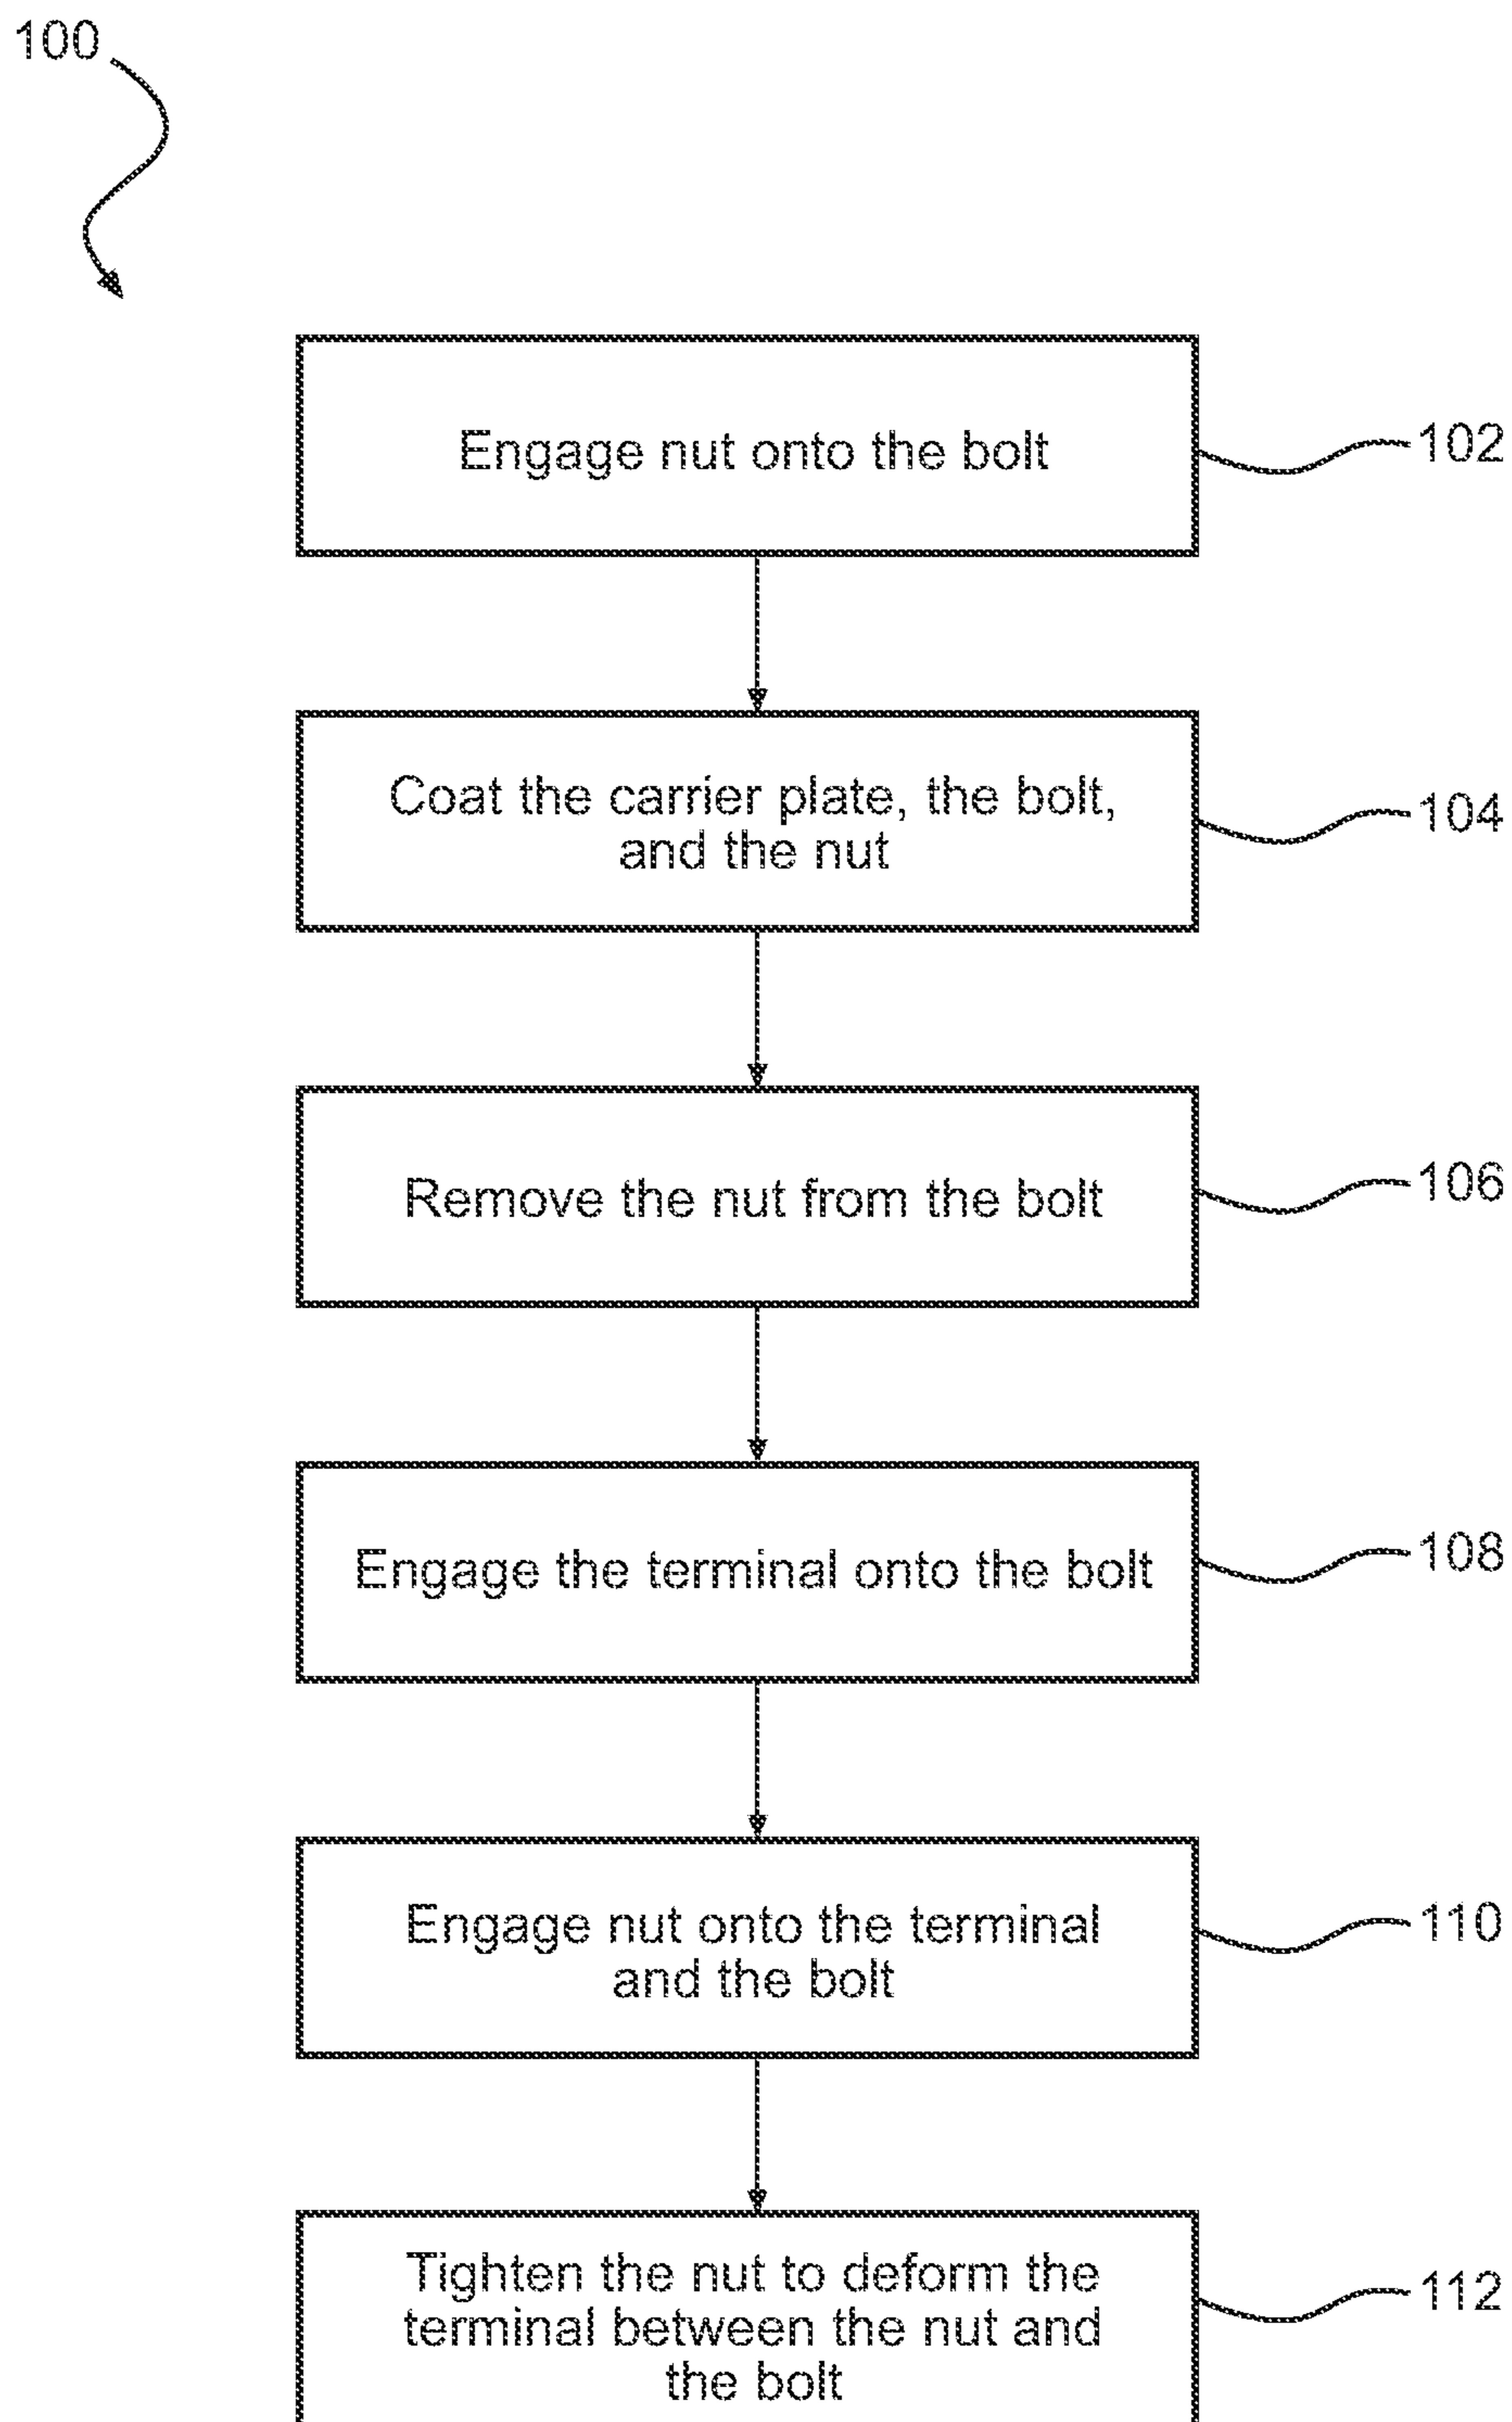 100
Engage nut onto the bolt
102
Coat the carrier plate, the bolt,
and the nut
104
Remove the nut from the bolt
106
Engage the terminal onto the bolt
108
Engage nut onto the terminal
and the bolt
110
Tighten the nut to deform the
terminal between the nut and
the bolt
112